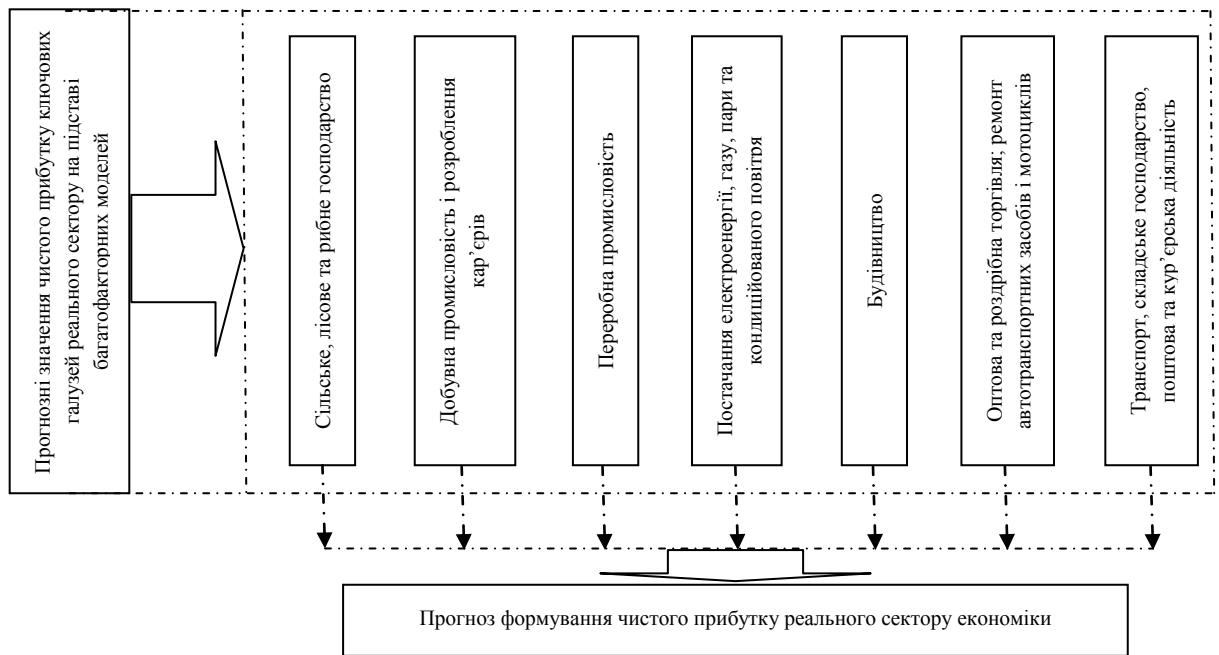 Прогнозні значення чистого прибутку ключових
галузей реального сектору на підставі
багатофакторних моделей
Сільське, лісове та рибне господарство
Добувна промисловість і розроблення
кар’єрів
Переробна промисловість
Постачання електроенергії, газу, пари та
кондиційованого повітря
Будівництво
Оптова та роздрібна торгівля; ремонт
автотранспортних засобів і мотоциклів
Транспорт, складське господарство,
поштова та кур’єрська діяльність
Прогноз формування чистого прибутку реального сектору економіки